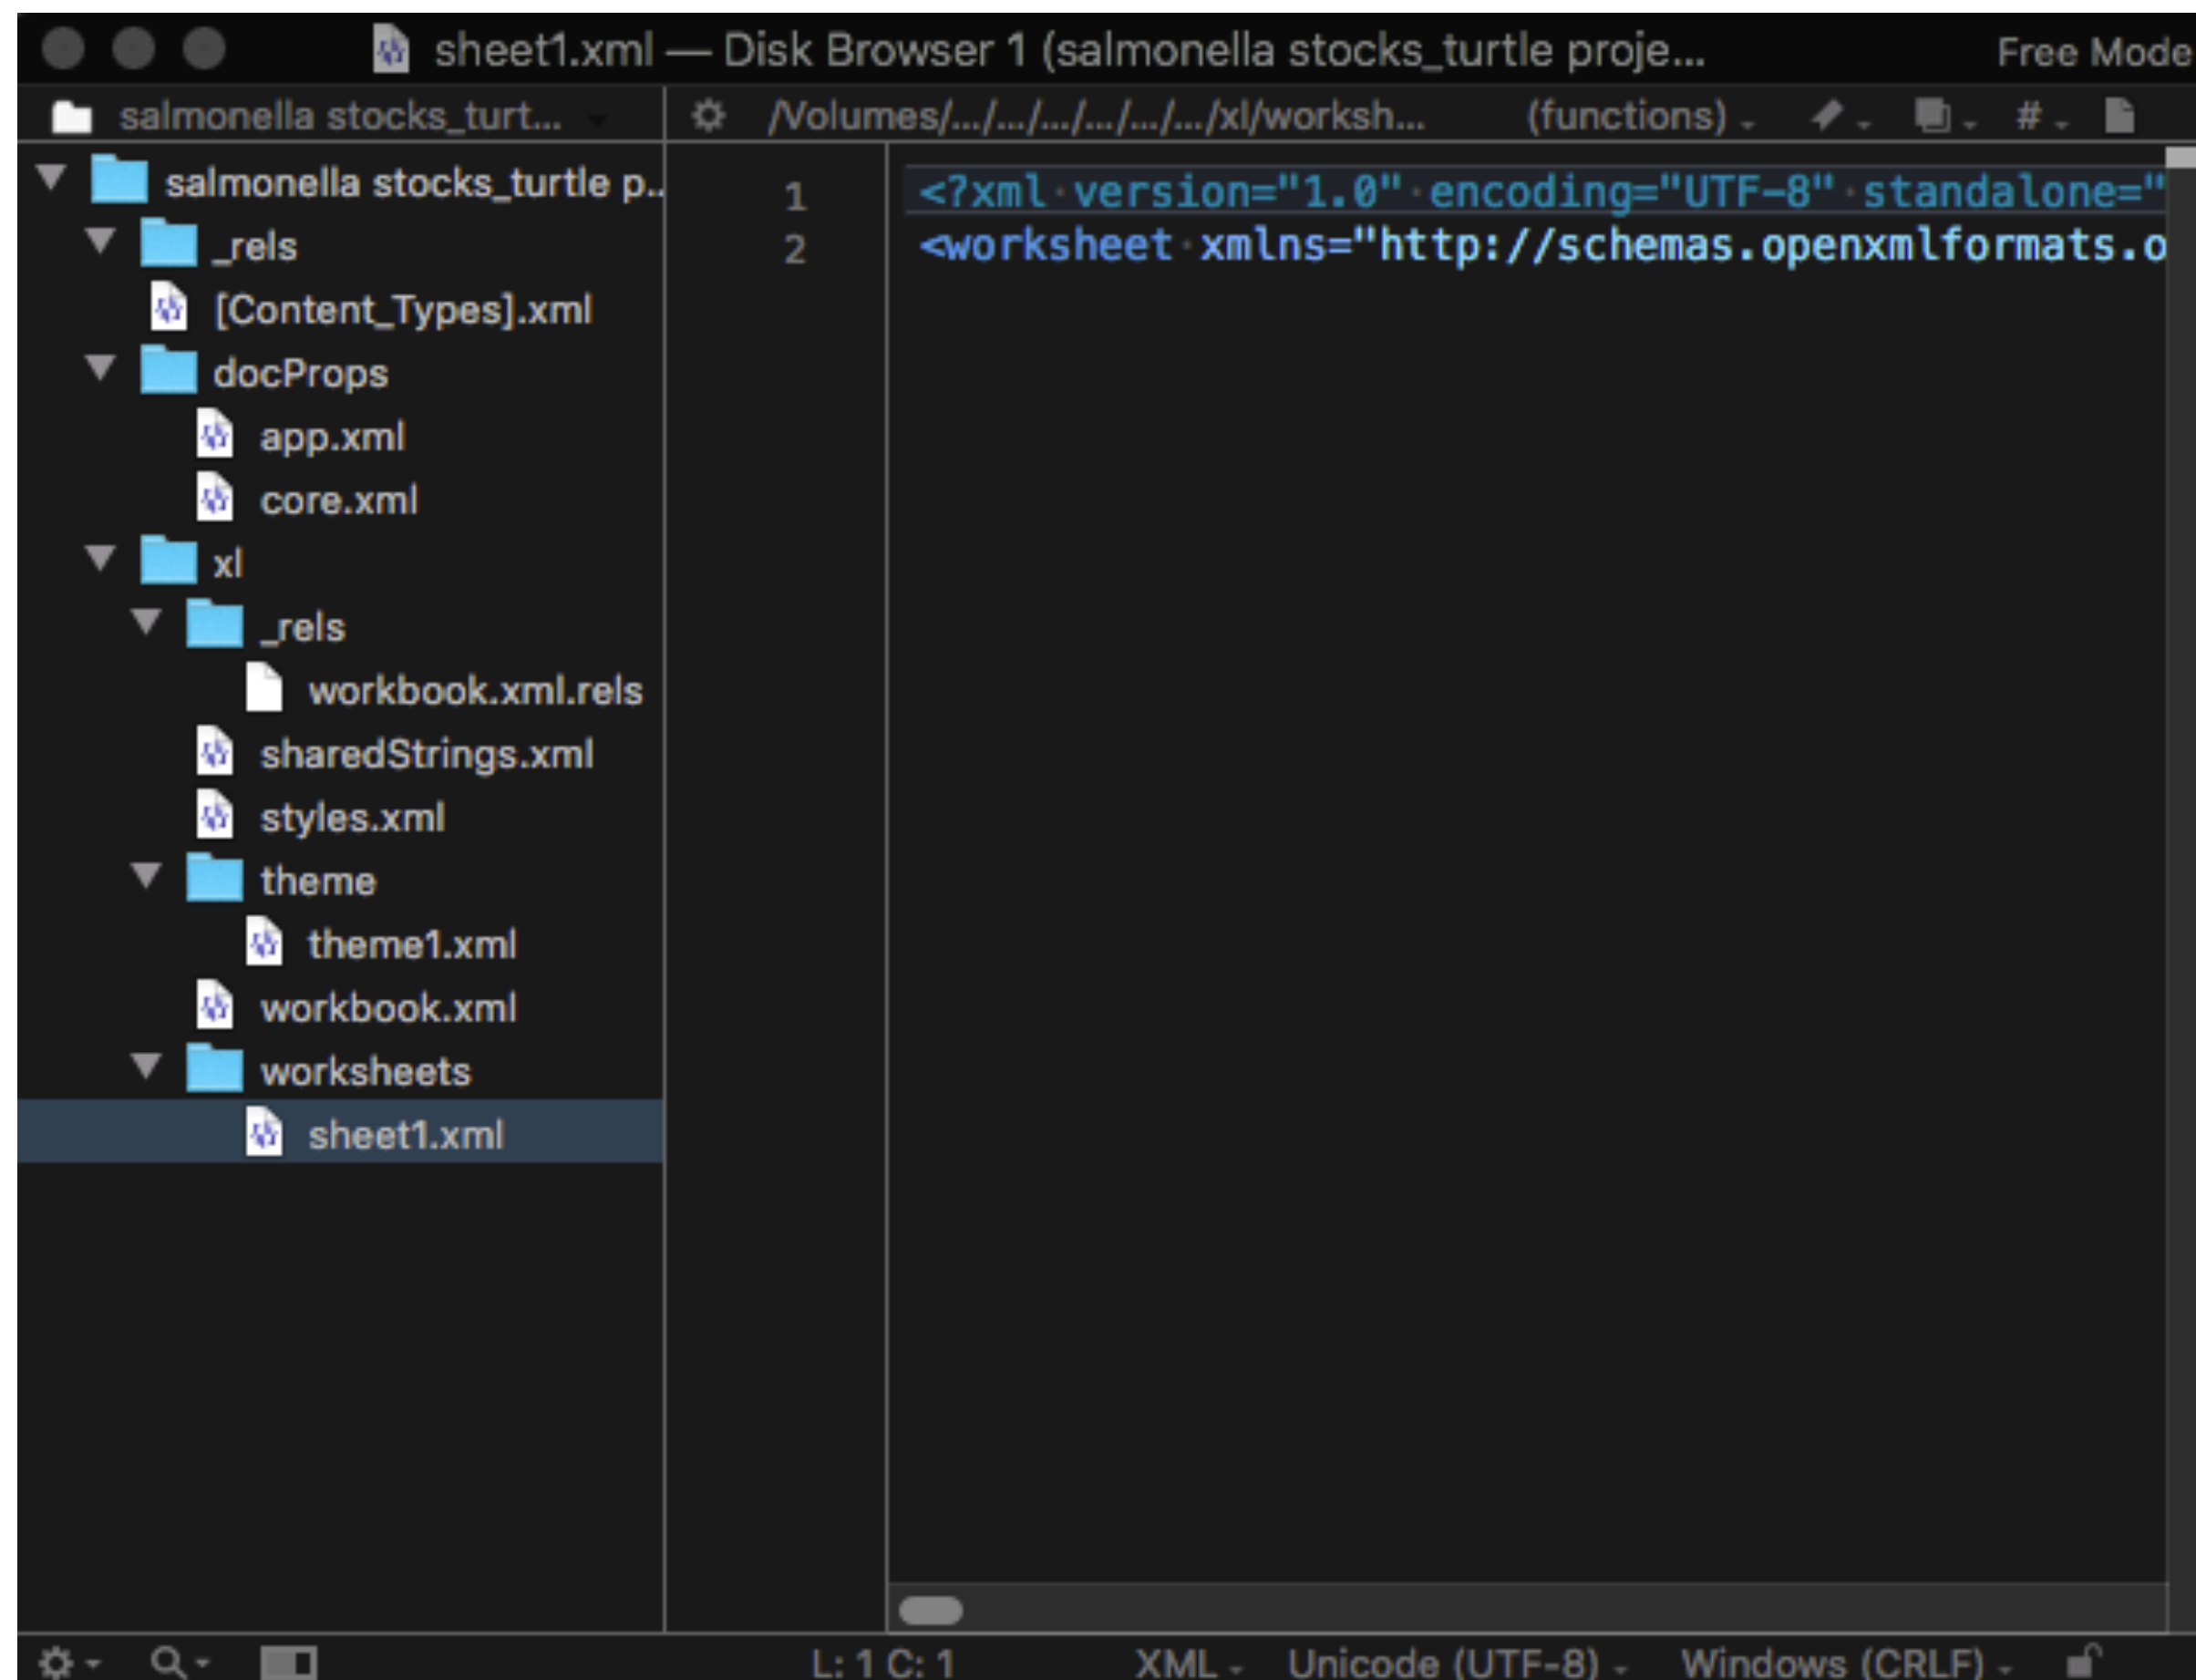 sheet1.xml — Disk Browser 1 (salmonella stocks_turtle proje...
Free Mode
salmonella stocks_turt...
/Volumes/.../.../.../.../.../.../xl/worksh...
(functions)
#
salmonella stocks_turtle p..
_rels
[Content_Types].xml
docProps
app.xml
core.xml
xl
_rels
workbook.xml.rels
sharedStrings.xml
styles.xml
theme
theme1.xml
workbook.xml
worksheets
sheet1.xml
1 <?xml version="1.0" encoding="UTF-8" standalone="
2 <worksheet xmlns="http://schemas.openxmlformats.o
L: 1 C: 1
XML
Unicode (UTF-8)
Windows (CRLF)